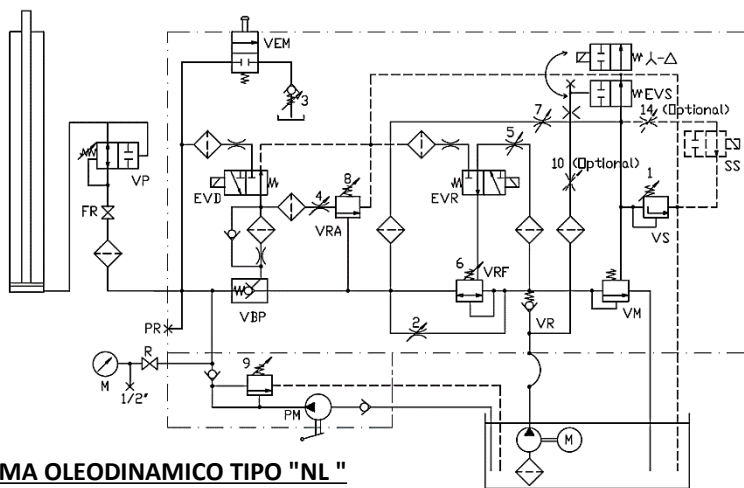 VEM
⅄-Δ
EVS
3
7
14 (Optional)
5
SS
VP
10 (Optional)
8
EVD
4
EVR
1
FR
VRA
VS
6
VRF
VBP
VR
VM
PR
2
R
9
M
1/2"
PM
M
MA OLEODINAMICO TIPO "NL "